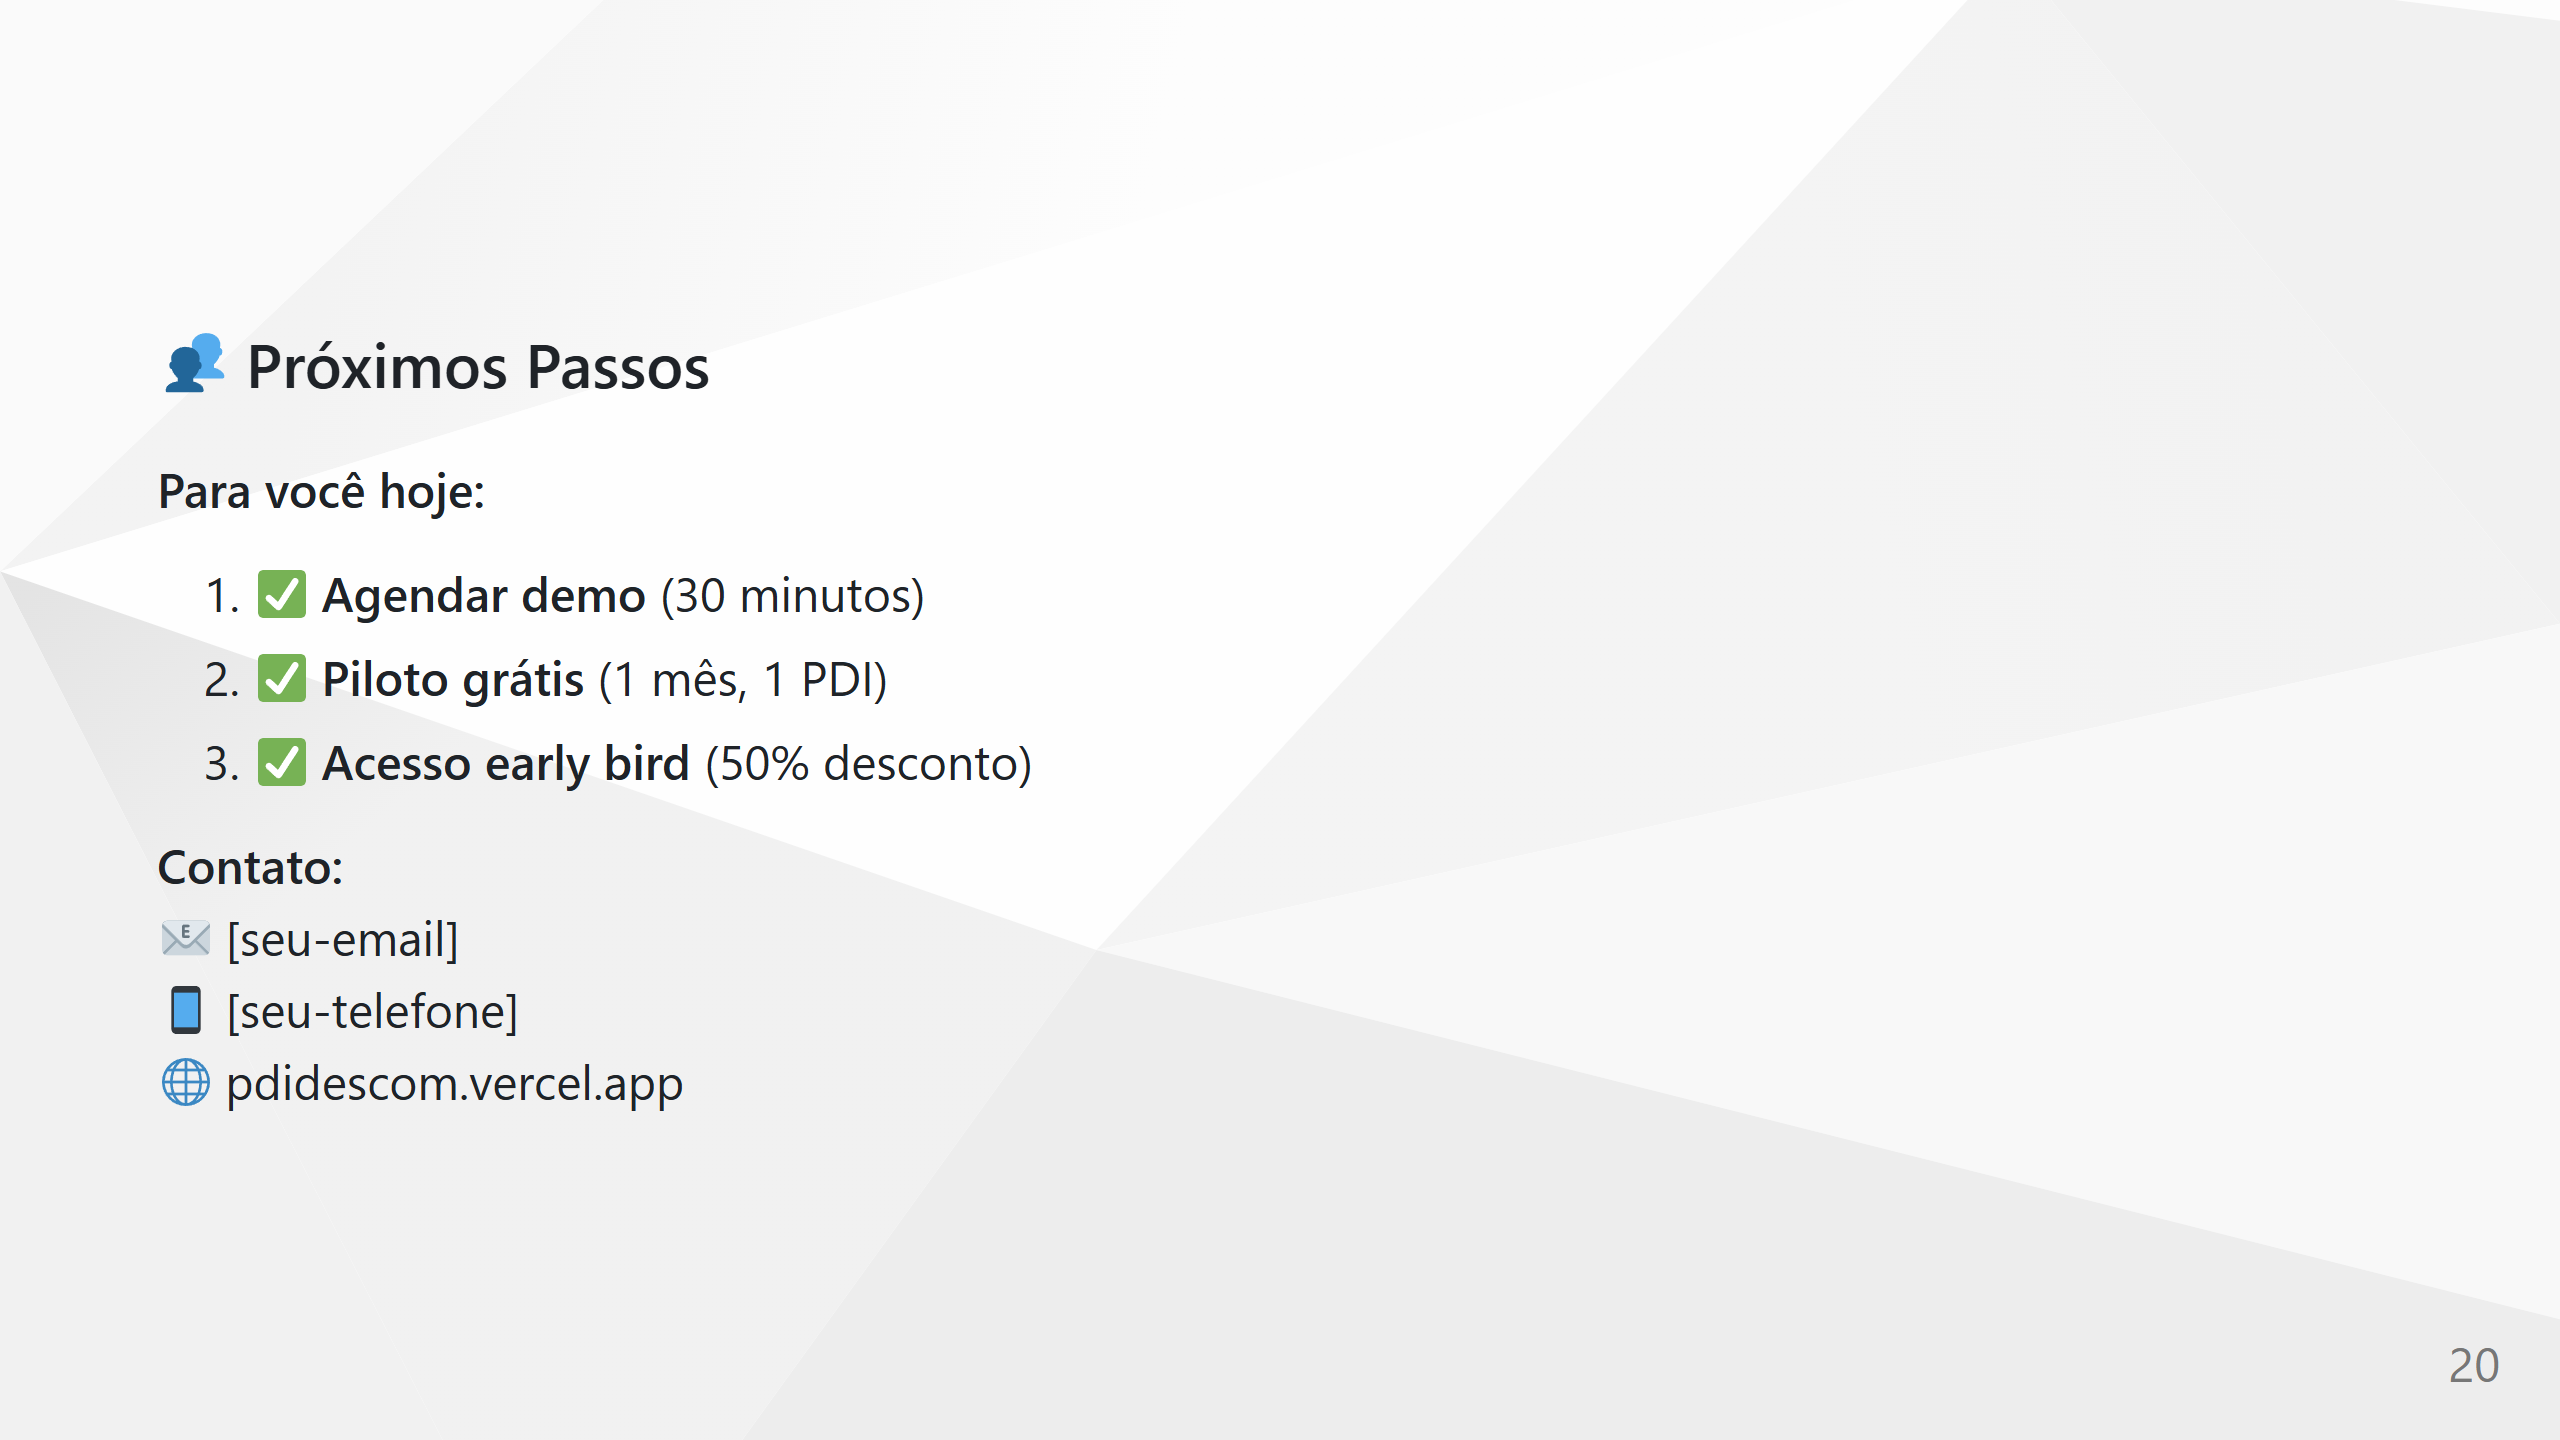 👥 Próximos Passos
Para você hoje:
1. ✅ Agendar demo (30 minutos)
2. ✅ Piloto grátis (1 mês, 1 PDI)
3. ✅ Acesso early bird (50% desconto)
Contato:
📧 [seu-email]
📱 [seu-telefone]
🌐 pdidescom.vercel.app
20